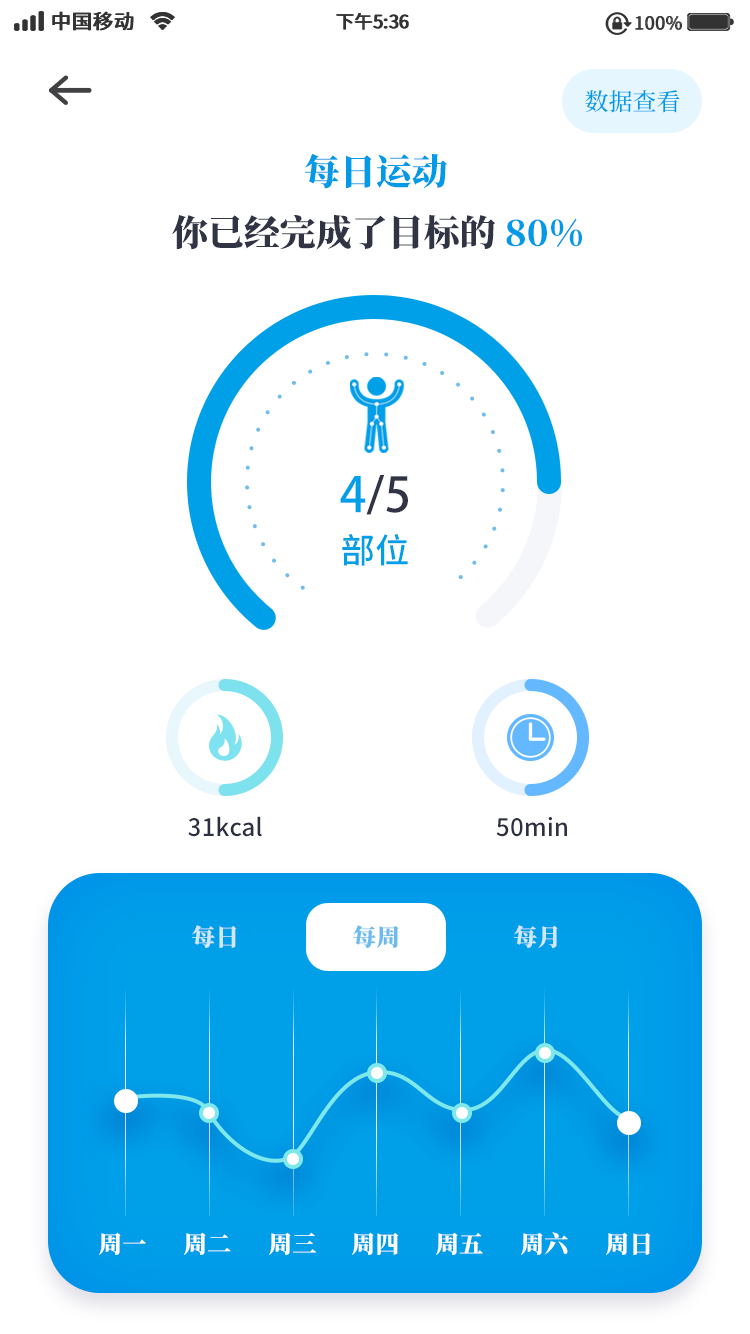 中国移动 下午5:36 100%
数据查看
每日运动
你已经完成了目标的 80%
4/5
部位
31kcal 50min
每日 每周 每月
周一 周二 周三 周四 周五 周六 周日